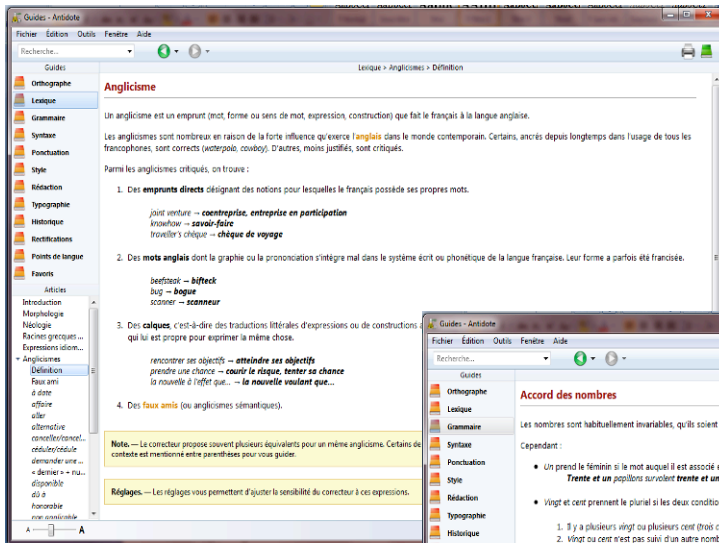 Guides - Antidote
Fichier Édition Outils Fenêtre Aide
Recherche...
Guides
Lexique > Anglicismes > Définition
Orthographe
Lexique
Grammaire
Syntaxe
Ponctuation
Style
Rédaction
Typographie
Historique
Rectifications
Points de langue
Favoris
Articles
Introduction
Morphologie
Néologie
Racines grecques ...
Expressions idiom...
Anglicismes
Définition
Faux ami
à date
affaire
aller
alternative
canceller/cancel...
céduler/cédule
demander une ...
« dernier » + nu...
disponible
dû à
honorable
non applicable
A A
Anglicisme
Un anglicisme est un emprunt (mot, forme ou sens de mot, expression, construction) que fait le français à la langue anglaise.
Les anglicismes sont nombreux en raison de la forte influence qu'exerce l'anglais dans le monde contemporain. Certains, ancrés depuis longtemps dans l'usage de tous les
francophones, sont corrects (waterpolo, cowboy). D'autres, moins justifiés, sont critiqués.
Parmi les anglicismes critiqués, on trouve :
1. Des emprunts directs désignant des notions pour lesquelles le français possède ses propres mots.
joint venture → coentreprise, entreprise en participation
knowhow → savoir-faire
traveller's chèque → chèque de voyage
2. Des mots anglais dont la graphie ou la prononciation s'intègre mal dans le système écrit ou phonétique de la langue française. Leur forme a parfois été francisée.
beefsteak → bifteck
bug → bogue
scanner → scanneur
3. Des calques, c'est-à-dire des traductions littérales d'expressions ou de constructions
qui lui est propre pour exprimer la même chose.
rencontrer ses objectifs → atteindre ses objectifs
prendre une chance → courir le risque, tenter sa chance
la nouvelle à l'effet que... → la nouvelle voulant que...
4. Des faux amis (ou anglicismes sémantiques).
Note. — Le correcteur propose souvent plusieurs équivalents pour un même anglicisme. Certains de
contexte est mentionné entre parenthèses pour vous guider.
Réglages. — Les réglages vous permettent d'ajuster la sensibilité du correcteur à ces expressions.
Guides - Antidote
Fichier Édition Outils Fenêtre Aide
Recherche...
Guides
Orthographe
Lexique
Grammaire
Syntaxe
Ponctuation
Style
Rédaction
Typographie
Historique
Accord des nombres
Les nombres sont habituellement invariables, qu'ils soient
Cependant :
• Un prend le féminin si le mot auquel il est associé
Trente et un papillons survolent trente et un
• Vingt et cent prennent le pluriel si les deux conditio
1. Il y a plusieurs vingt ou plusieurs cent (trois c
2. Vingt ou cent n'est pas suivi d'un autre nomb